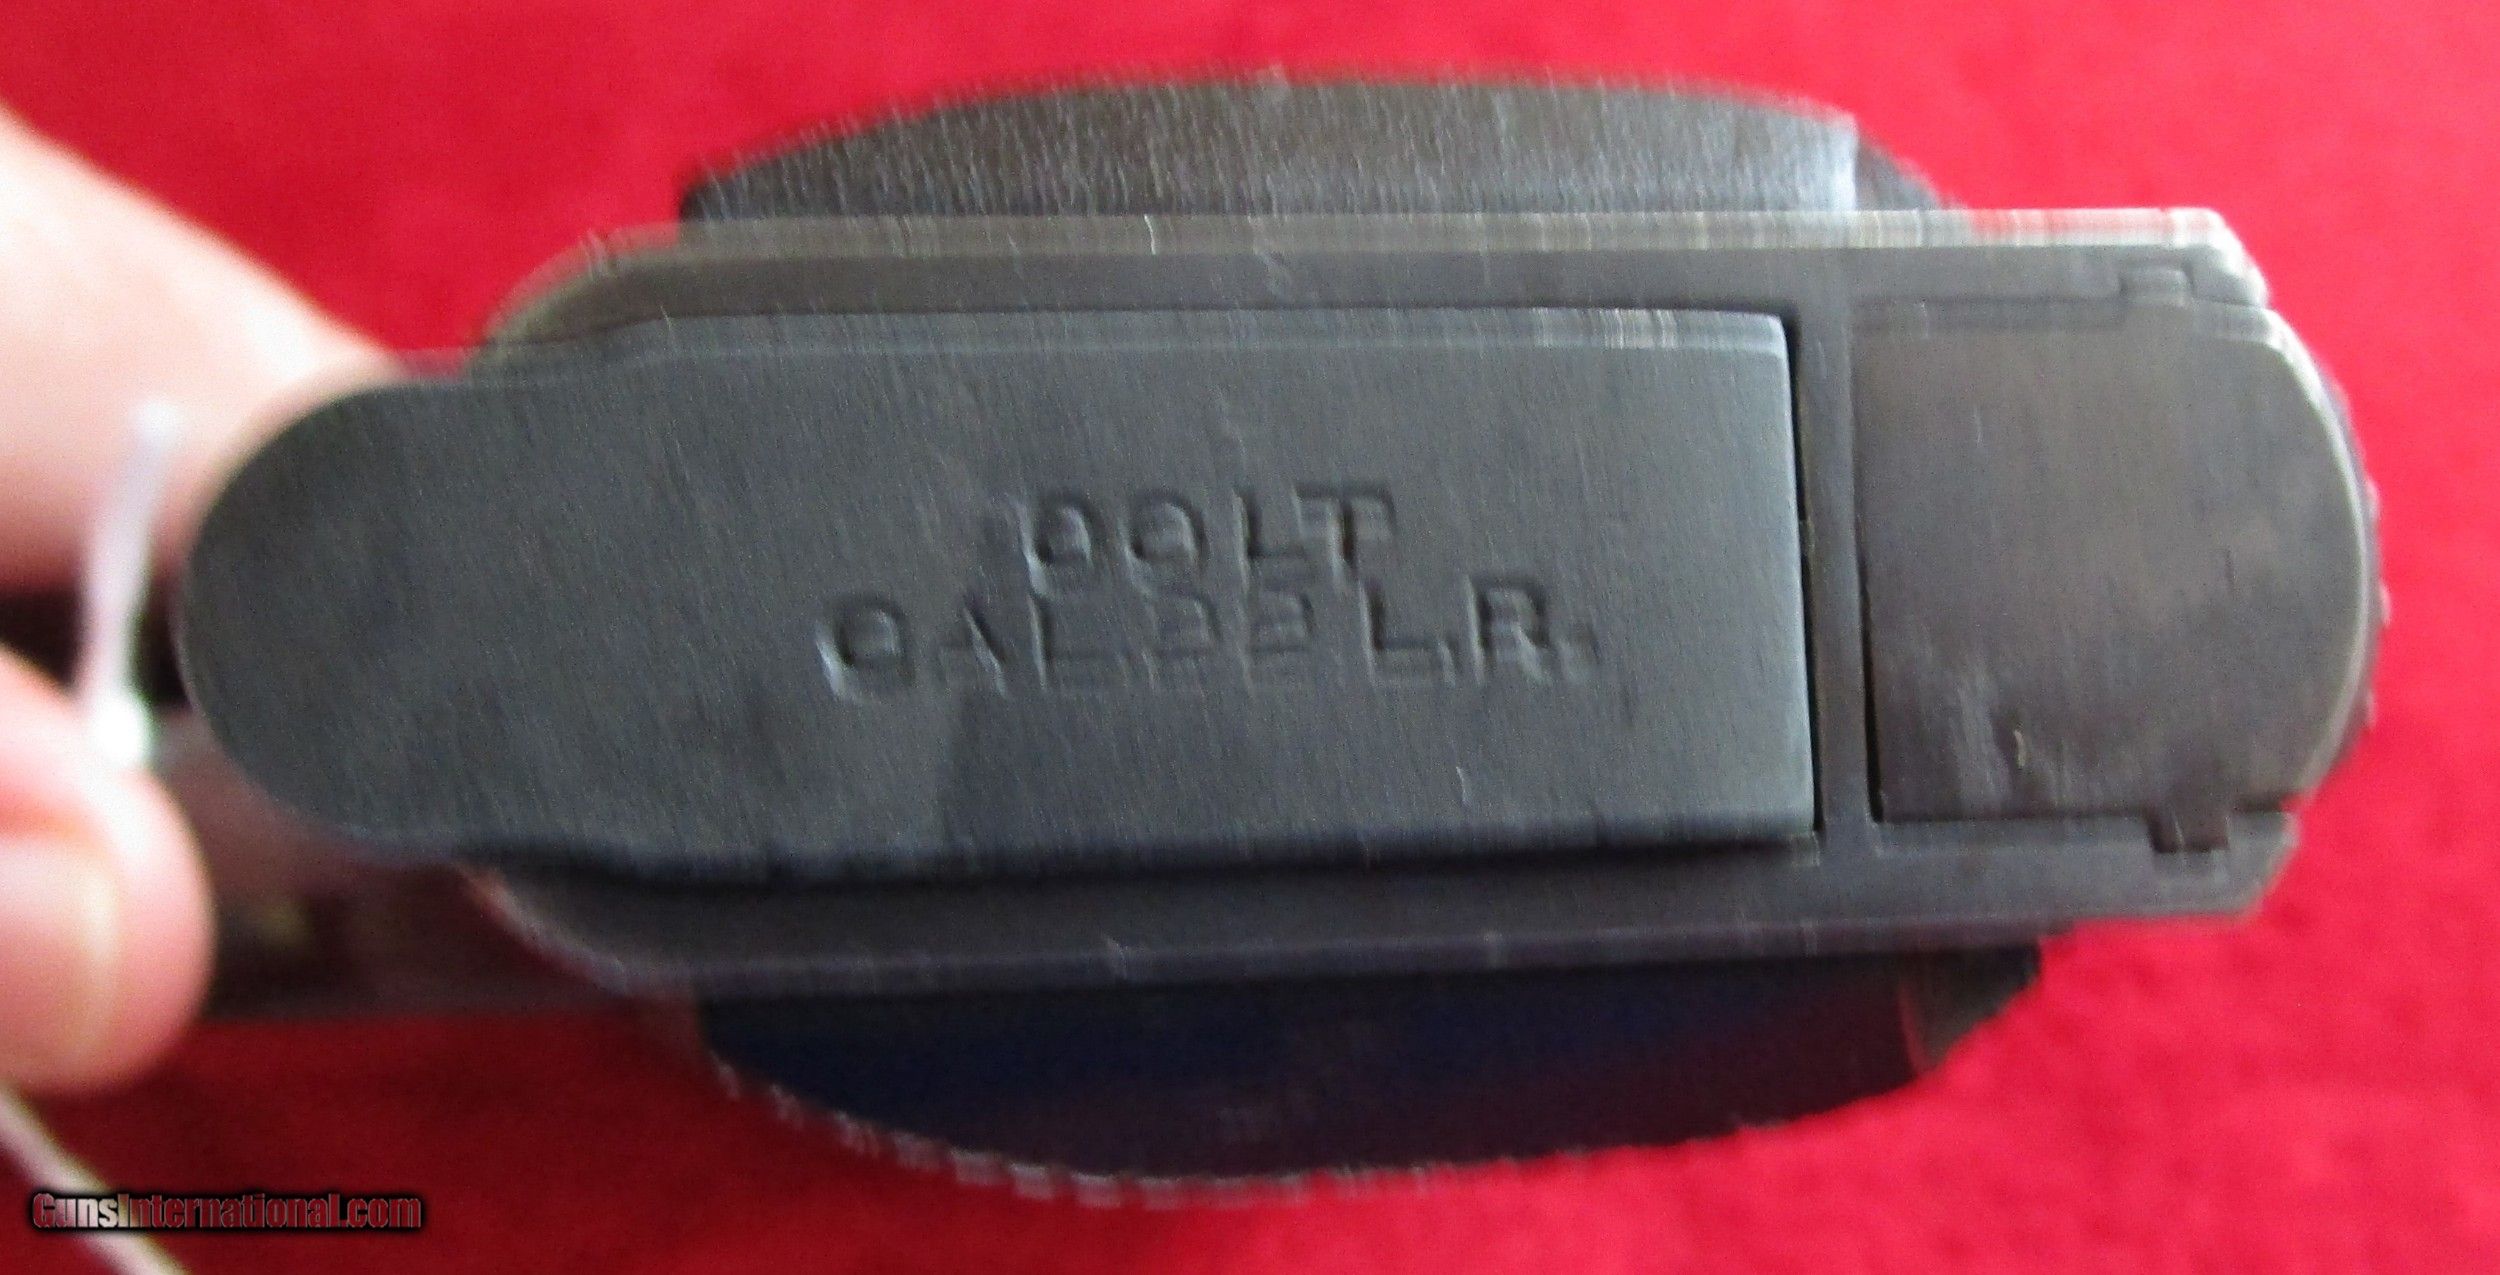 COLT
CAL. 22 L.R.
GunsInternational.com